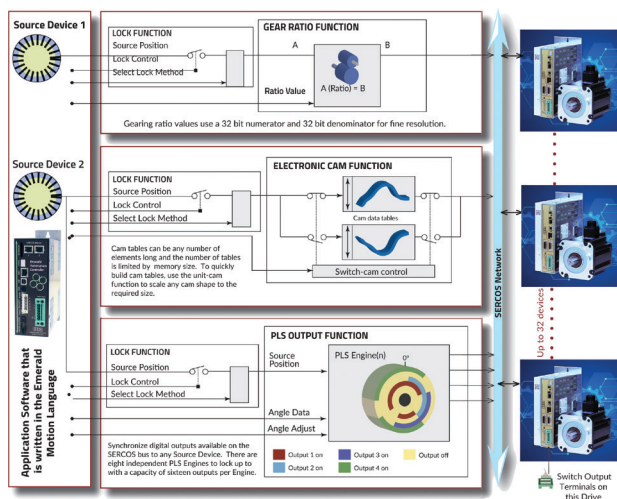 Source Device 1
LOCK FUNCTION
Source Position
Lock Control
Select Lock Method
GEAR RATIO FUNCTION
A
B
A (Ratio) = B
Ratio Value
Gearing ratio values use a 32 bit numerator and 32 bit denominator for fine resolution.
Source Device 2
LOCK FUNCTION
Source Position
Lock Control
Select Lock Method
ELECTRONIC CAM FUNCTION
Cam data tables
Switch-cam control
Cam tables can be any number of
elements long and the number of tables
is limited by memory size. To quickly
build cam tables, use the unit-cam
function to scale any cam shape to the
required size.
Application Software that
is written in the Emerald
Motion Language
LOCK FUNCTION
Source Position
Lock Control
Select Lock Method
PLS OUTPUT FUNCTION
Source
Position
PLS Engine(n)
0°
Angle Data
Angle Adjust
Output 1 on
Output 3 on
Output off
Output 2 on
Output 4 on
Synchronize digital outputs available on the
SERCOS bus to any Source Device. There are
eight independent PLS Engines to lock up to
with a capacity of sixteen outputs per Engine.
SERCOS Network
Up to 32 devices
Switch Output
Terminals on
this Drive